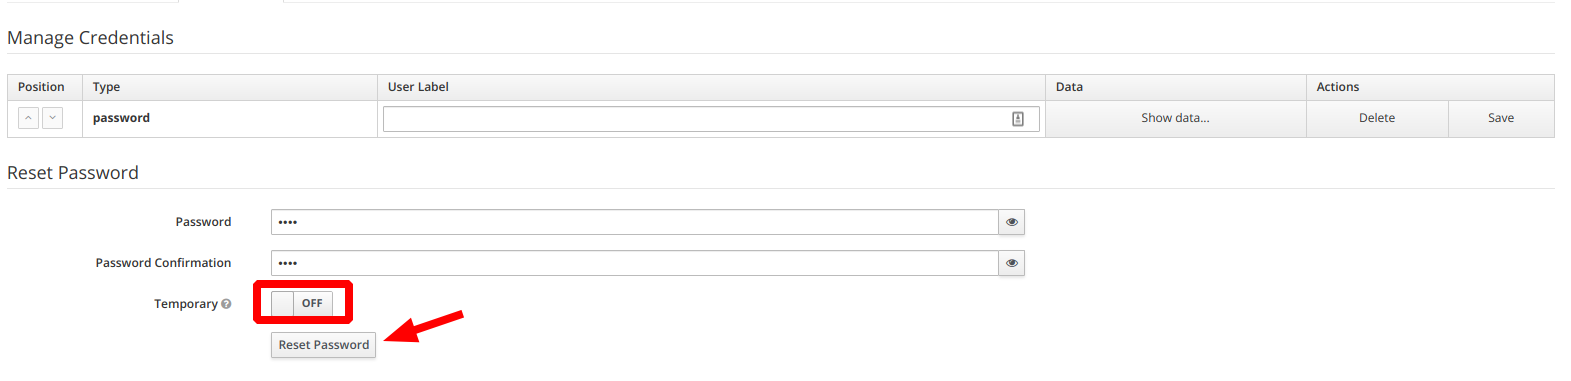 Manage Credentials
Position Type User Label Data Actions
password Show data... Delete Save
Reset Password
Password ••••
Password Confirmation ••••
Temporary OFF
Reset Password